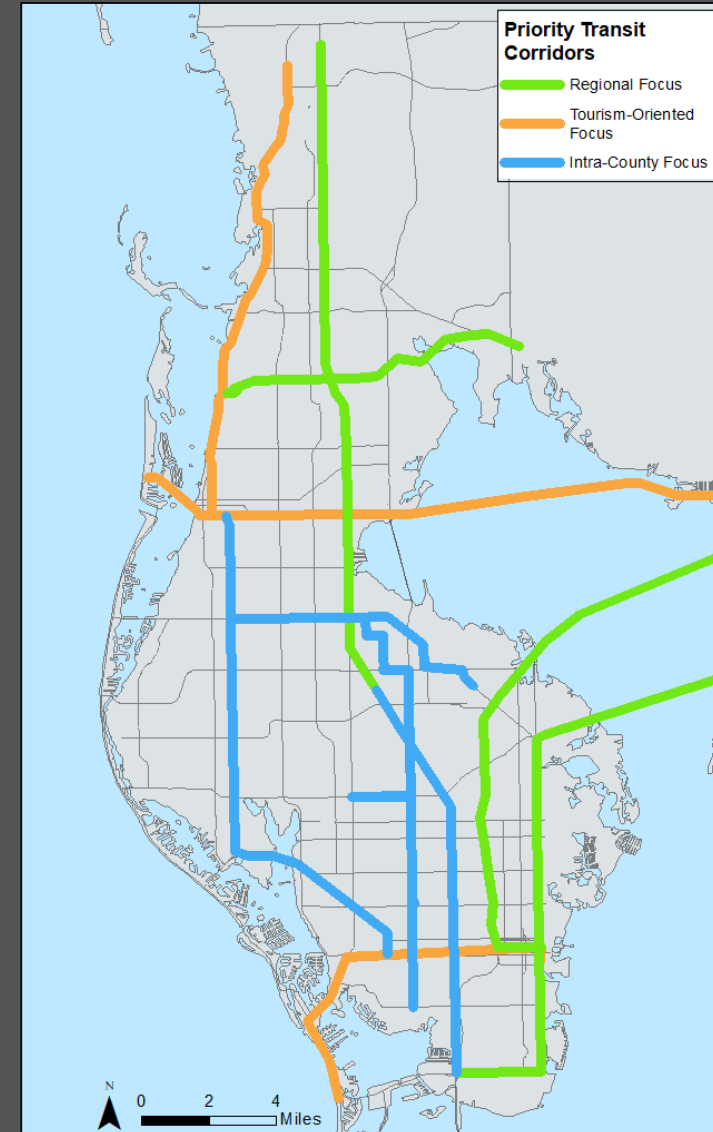 Priority Transit
Corridors
Regional Focus
Tourism-Oriented
Focus
Intra-County Focus
N
0 2 4
Miles